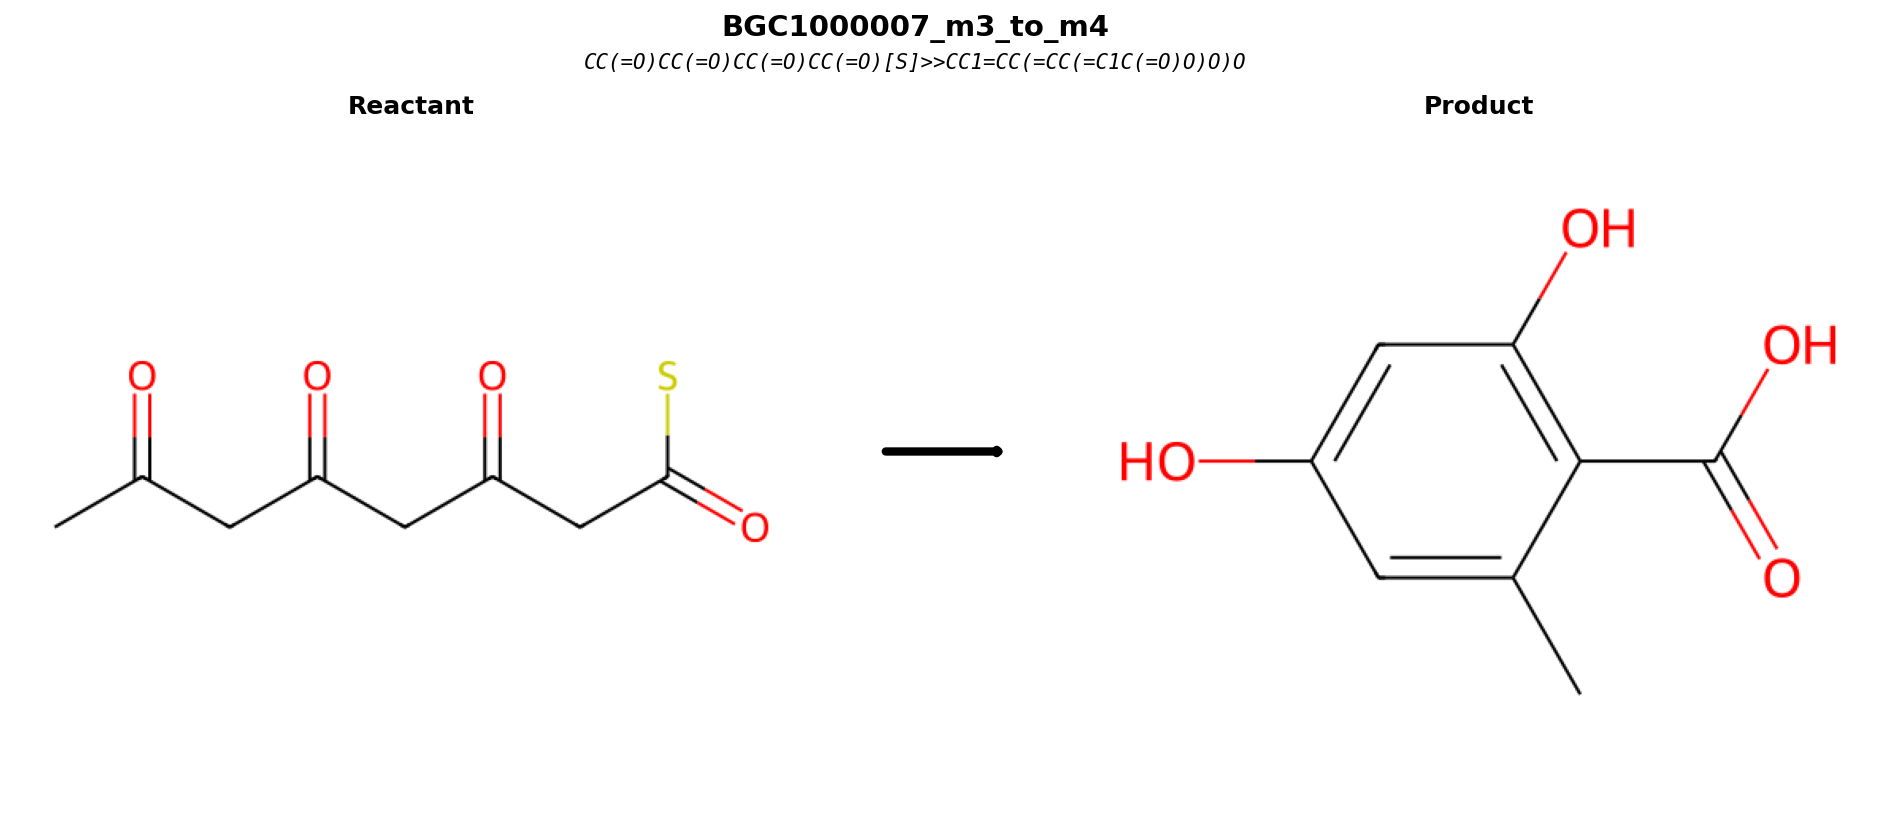 BGC1000007_m3_to_m4
CC(=O)CC(=O)CC(=O)CC(=O)[S]>>CC1=CC(=CC(=C1C(=O)O)O)O
Reactant
Product
O
O
O
S
O
OH
OH
HO
O